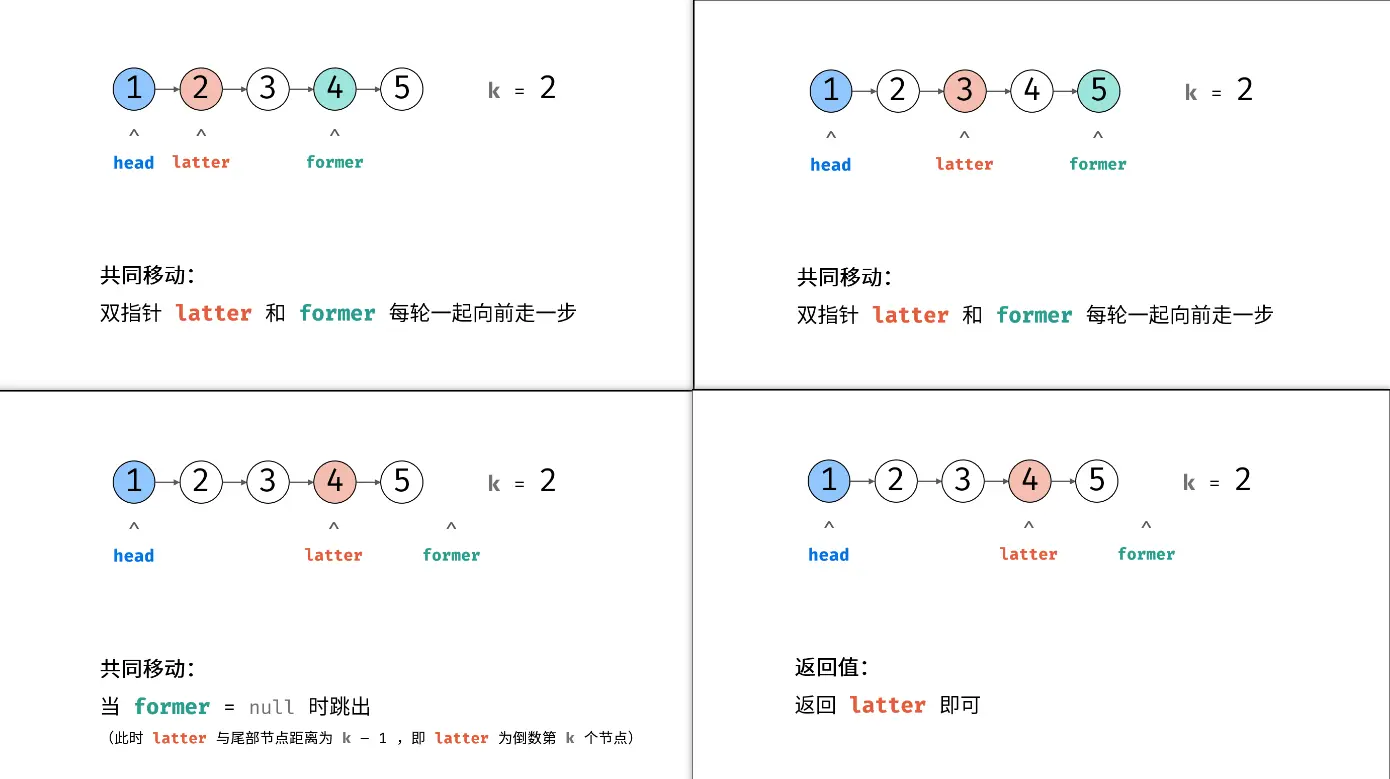 1 2 3 4 5 k = 2
^ ^ ^
head latter former
共同移动：
双指针 latter 和 former 每轮一起向前走一步
1 2 3 4 5 k = 2
^ ^ ^
head latter former
共同移动：
双指针 latter 和 former 每轮一起向前走一步
1 2 3 4 5 k = 2
^ ^ ^
head latter former
共同移动：
当 former = null 时跳出
（此时 latter 与尾部节点距离为 k – 1 ，即 latter 为倒数第 k 个节点）
1 2 3 4 5 k = 2
^ ^ ^
head latter former
返回值：
返回 latter 即可